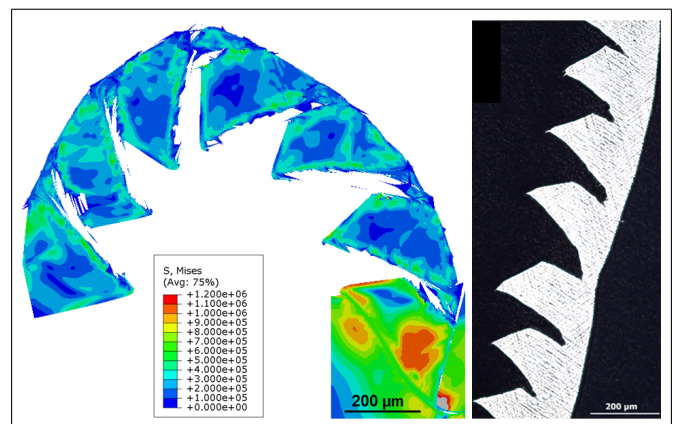 S, Mises
(Avg: 75%)
+1.200e+06
+1.100e+06
+1.000e+06
+9.000e+05
+8.000e+05
+7.000e+05
+6.000e+05
+5.000e+05
+4.000e+05
+3.000e+05
+2.000e+05
+1.000e+05
+0.000e+00
200 µm
200 µm